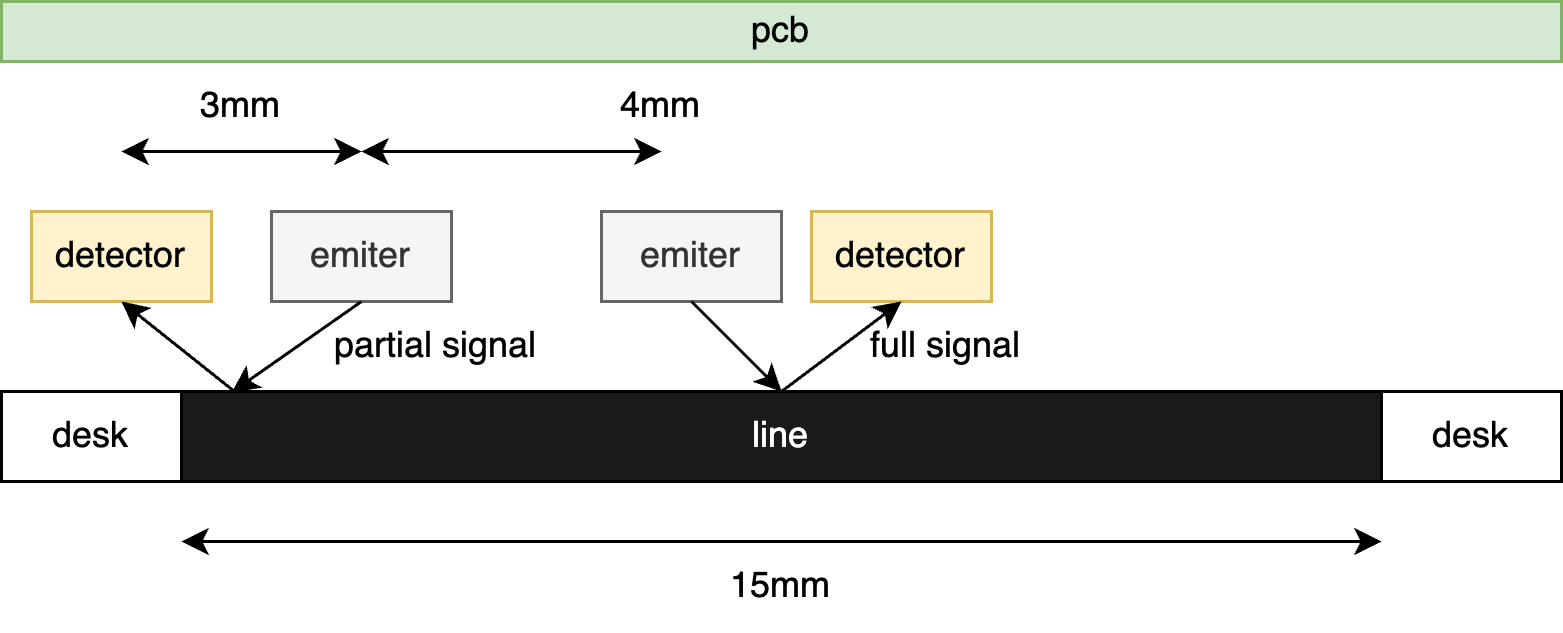 pcb
3mm
4mm
detector
emiter
emiter
detector
partial signal
full signal
desk
line
desk
15mm